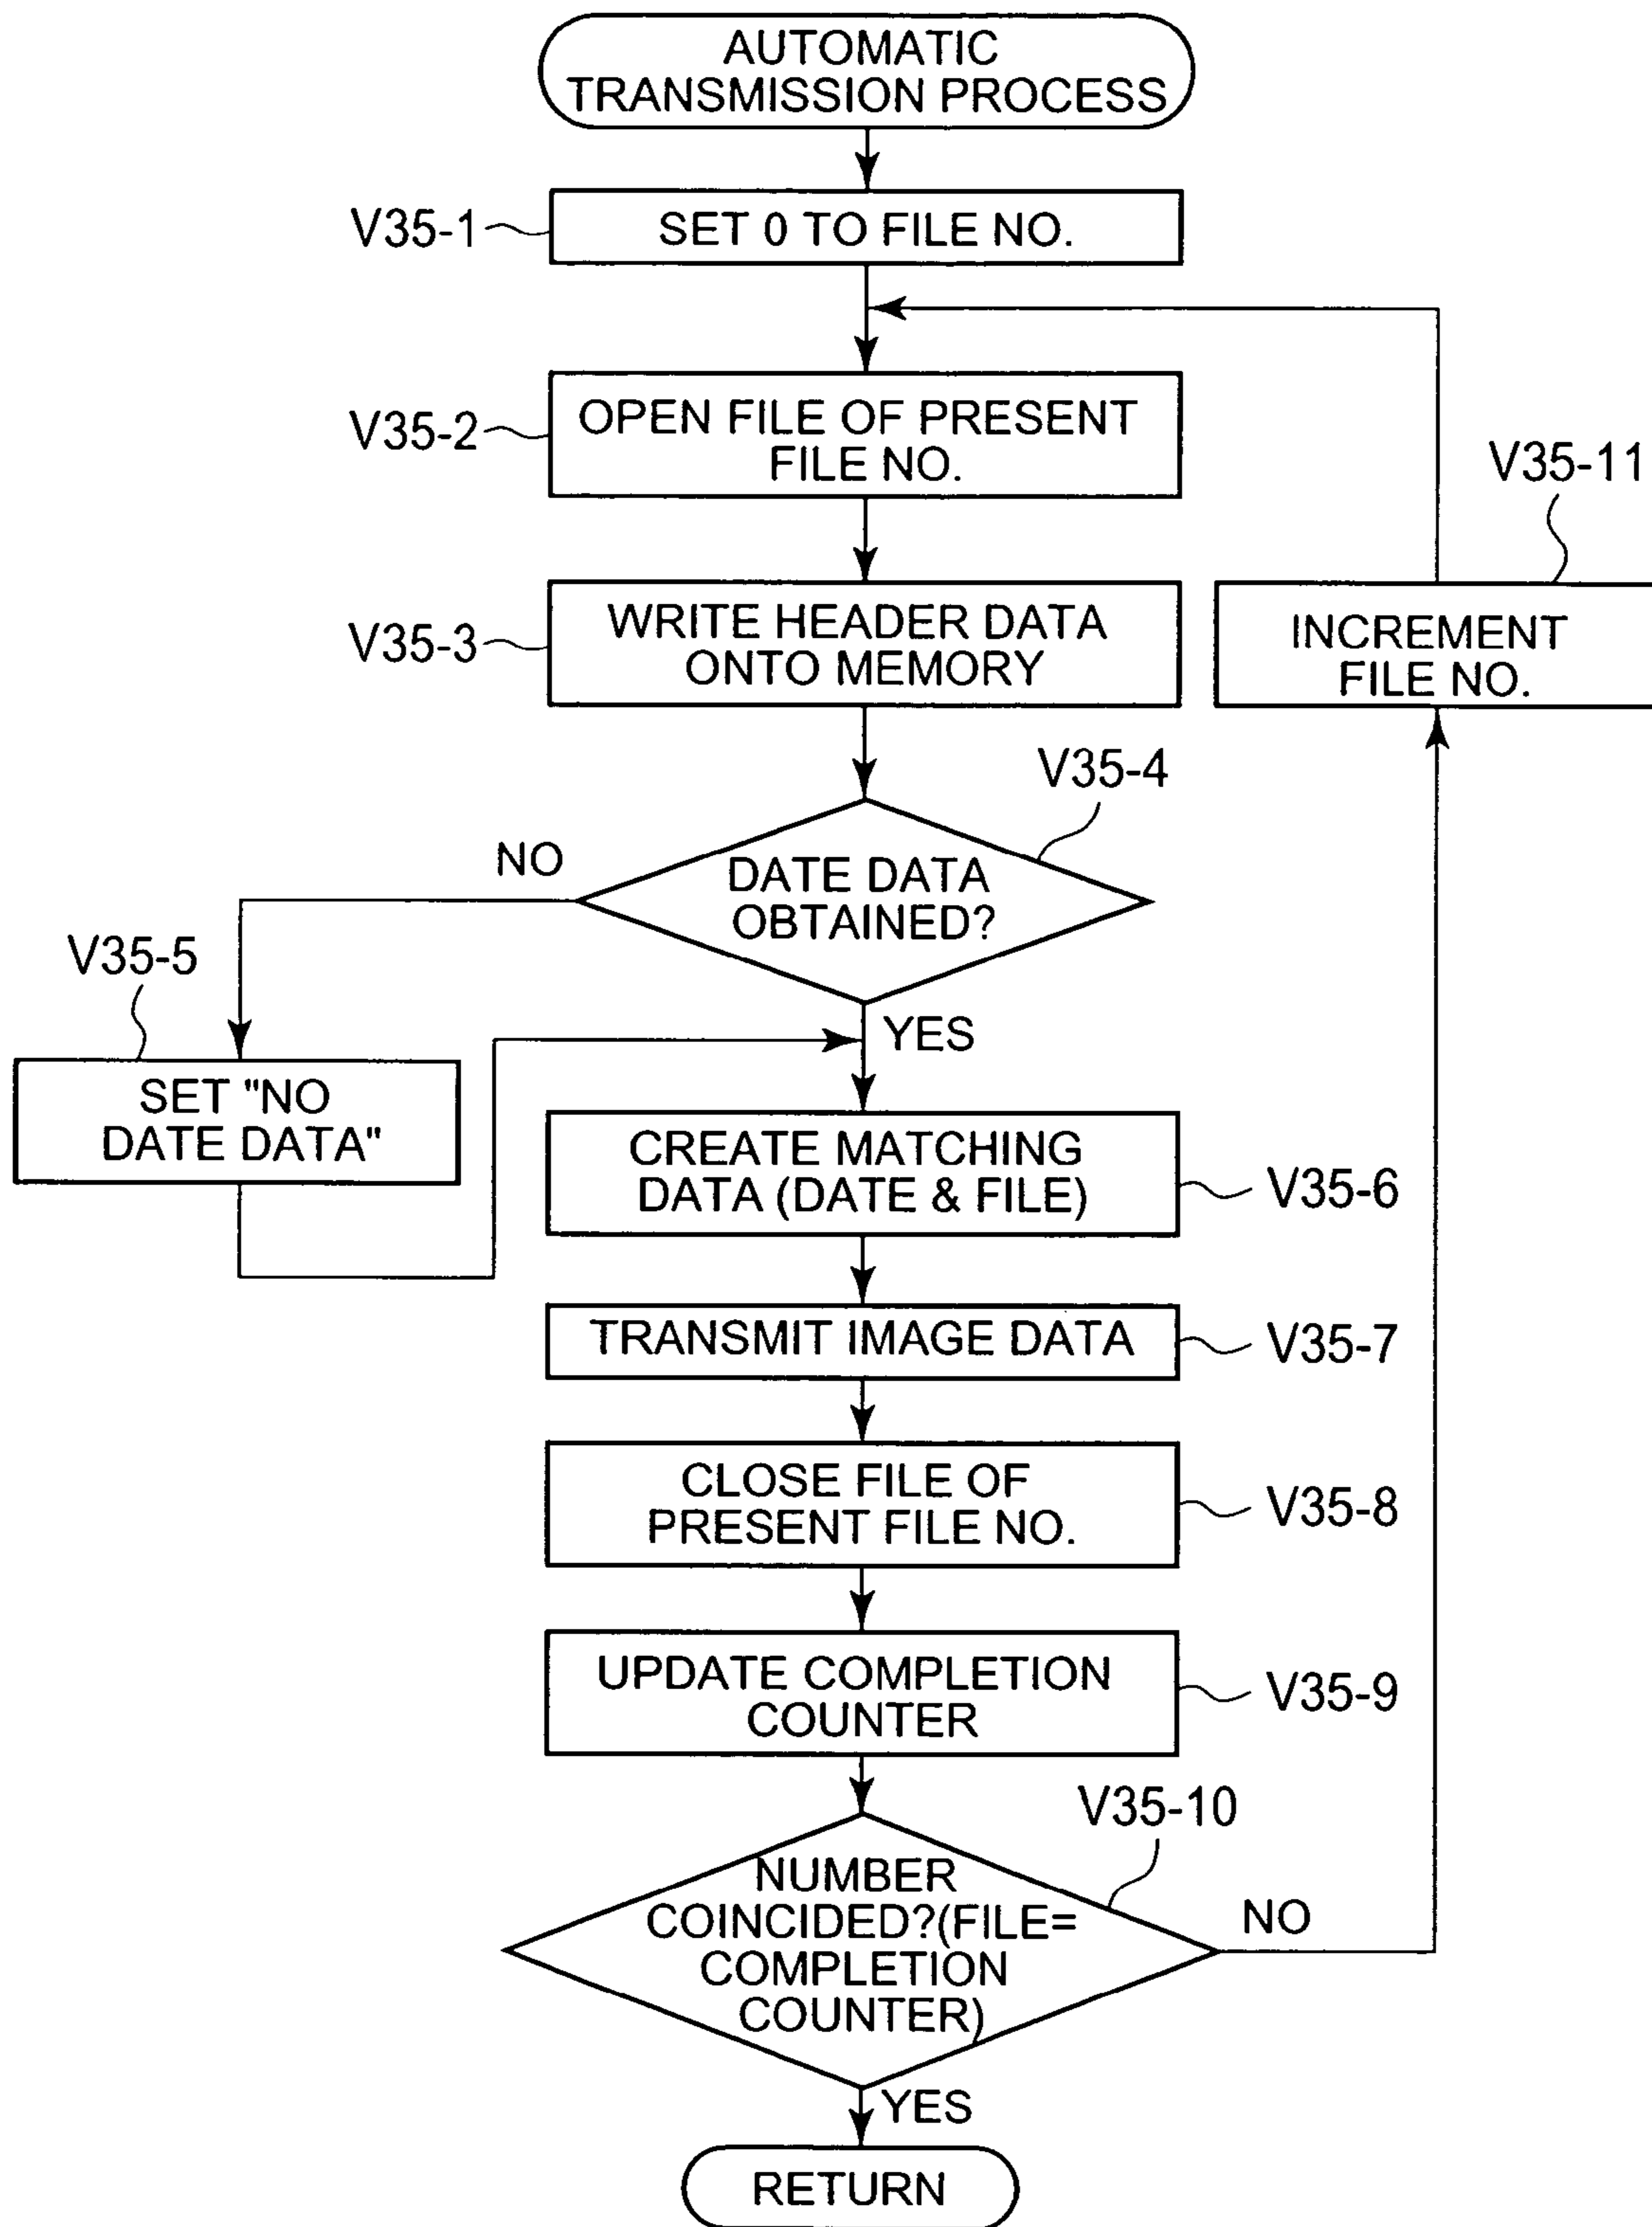 AUTOMATIC
TRANSMISSION PROCESS
V35-1
SET 0 TO FILE NO.
V35-2
OPEN FILE OF PRESENT
FILE NO.
V35-11
V35-3
WRITE HEADER DATA
ONTO MEMORY
INCREMENT
FILE NO.
V35-4
NO
DATE DATA
OBTAINED?
V35-5
YES
SET "NO
DATE DATA"
CREATE MATCHING
DATA (DATE & FILE)
V35-6
TRANSMIT IMAGE DATA
V35-7
CLOSE FILE OF
PRESENT FILE NO.
V35-8
UPDATE COMPLETION
COUNTER
V35-9
V35-10
NUMBER
COINCIDED?(FILE=
COMPLETION
COUNTER)
NO
YES
RETURN